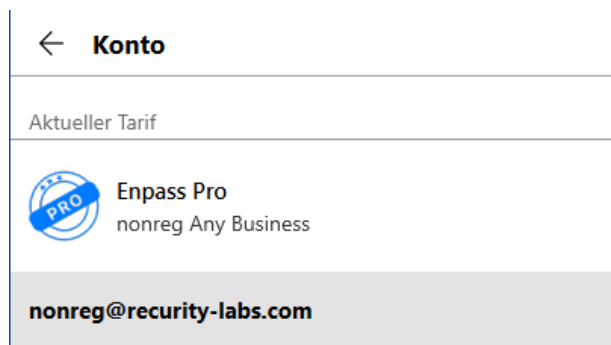 ← Konto
Aktueller Tarif
PRO
Enpass Pro
nonreg Any Business
nonreg@recurity-labs.com